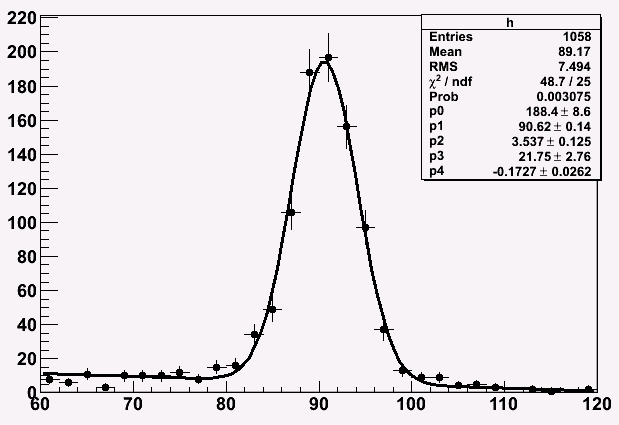 h
Entries 1058
Mean 89.17
RMS 7.494
χ² / ndf 48.7 / 25
Prob 0.003075
p0 188.4 ± 8.6
p1 90.62 ± 0.14
p2 3.537 ± 0.125
p3 21.75 ± 2.76
p4 -0.1727 ± 0.0262
220
200
180
160
140
120
100
80
60
40
20
0
60 70 80 90 100 110 120